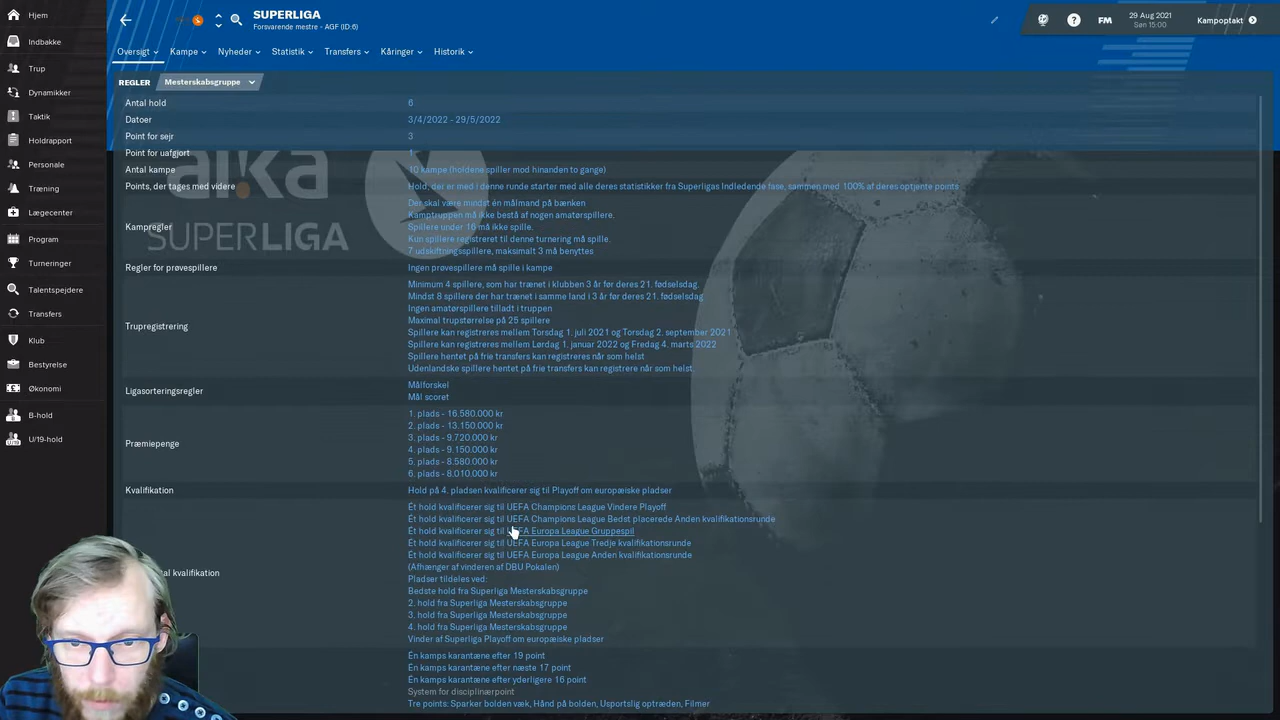 SUPERLIGA
Forsvarende mestre - AGF (ID:6)
FM
29 Aug 2021
Søn 15:00
Kampoptakt
Hjem
Indbakke
Trup
Dynamikker
Taktik
Holdrapport
Personale
Træning
Lægecenter
Program
Turneringer
Talentspejdere
Transfers
Klub
Bestyrelse
Økonomi
B-hold
U/19-hold
Oversigt
Kampe
Nyheder
Statistik
Transfers
Kåringer
Historik
REGLER
Mesterskabsgruppe
Antal hold
6
Datoer
3/4/2022 - 29/5/2022
Point for sejr
3
Point for uafgjort
1
Antal kampe
10 kampe (holdene spiller mod hinanden to gange)
Points, der tages med videre
Hold, der er med i denne runde starter med alle deres statistikker fra Superligas Indledende fase, sammen med 100% af deres optjente points
alka
SUPERLIGA
Kampregler
Der skal være mindst én målmand på bænken
Kamptruppen må ikke bestå af nogen amatørspillere.
Spillere under 16 må ikke spille.
Kun spillere registreret til denne turnering må spille.
7 udskiftningsspillere, maksimalt 3 må benyttes
Regler for prøvespillere
Ingen prøvespillere må spille i kampe
Trupregistrering
Minimum 4 spillere, som har trænet i klubben 3 år før deres 21. fødselsdag.
Mindst 8 spillere der har trænet i samme land i 3 år før deres 21. fødselsdag
Ingen amatørspillere tilladt i truppen
Maximal trupstørrelse på 25 spillere
Spillere kan registreres mellem Torsdag 1. juli 2021 og Torsdag 2. september 2021
Spillere kan registreres mellem Lørdag 1. januar 2022 og Fredag 4. marts 2022
Spillere hentet på frie transfers kan registreres når som helst
Udenlandske spillere hentet på frie transfers kan registrere når som helst.
Ligasorteringsregler
Målforskel
Mål scoret
Præmiepenge
1. plads - 16.580.000 kr
2. plads - 13.150.000 kr
3. plads - 9.720.000 kr
4. plads - 9.150.000 kr
5. plads - 8.580.000 kr
6. plads - 8.010.000 kr
Kvalifikation
Hold på 4. pladsen kvalificerer sig til Playoff om europæiske pladser
al kvalifikation
Ét hold kvalificerer sig til UEFA Champions League Vindere Playoff
Ét hold kvalificerer sig til UEFA Champions League Bedst placerede Anden kvalifikationsrunde
Ét hold kvalificerer sig til UEFA Europa League Gruppespil
Ét hold kvalificerer sig til UEFA Europa League Tredje kvalifikationsrunde
Ét hold kvalificerer sig til UEFA Europa League Anden kvalifikationsrunde
(Afhænger af vinderen af DBU Pokalen)
Pladser tildeles ved:
Bedste hold fra Superliga Mesterskabsgruppe
2. hold fra Superliga Mesterskabsgruppe
3. hold fra Superliga Mesterskabsgruppe
4. hold fra Superliga Mesterskabsgruppe
Vinder af Superliga Playoff om europæiske pladser
Én kamps karantæne efter 19 point
Én kamps karantæne efter næste 17 point
Én kamps karantæne efter yderligere 16 point
System for disciplinærpoint
Tre points: Sparker bolden væk, Hånd på bolden, Usportslig optræden, Filmer